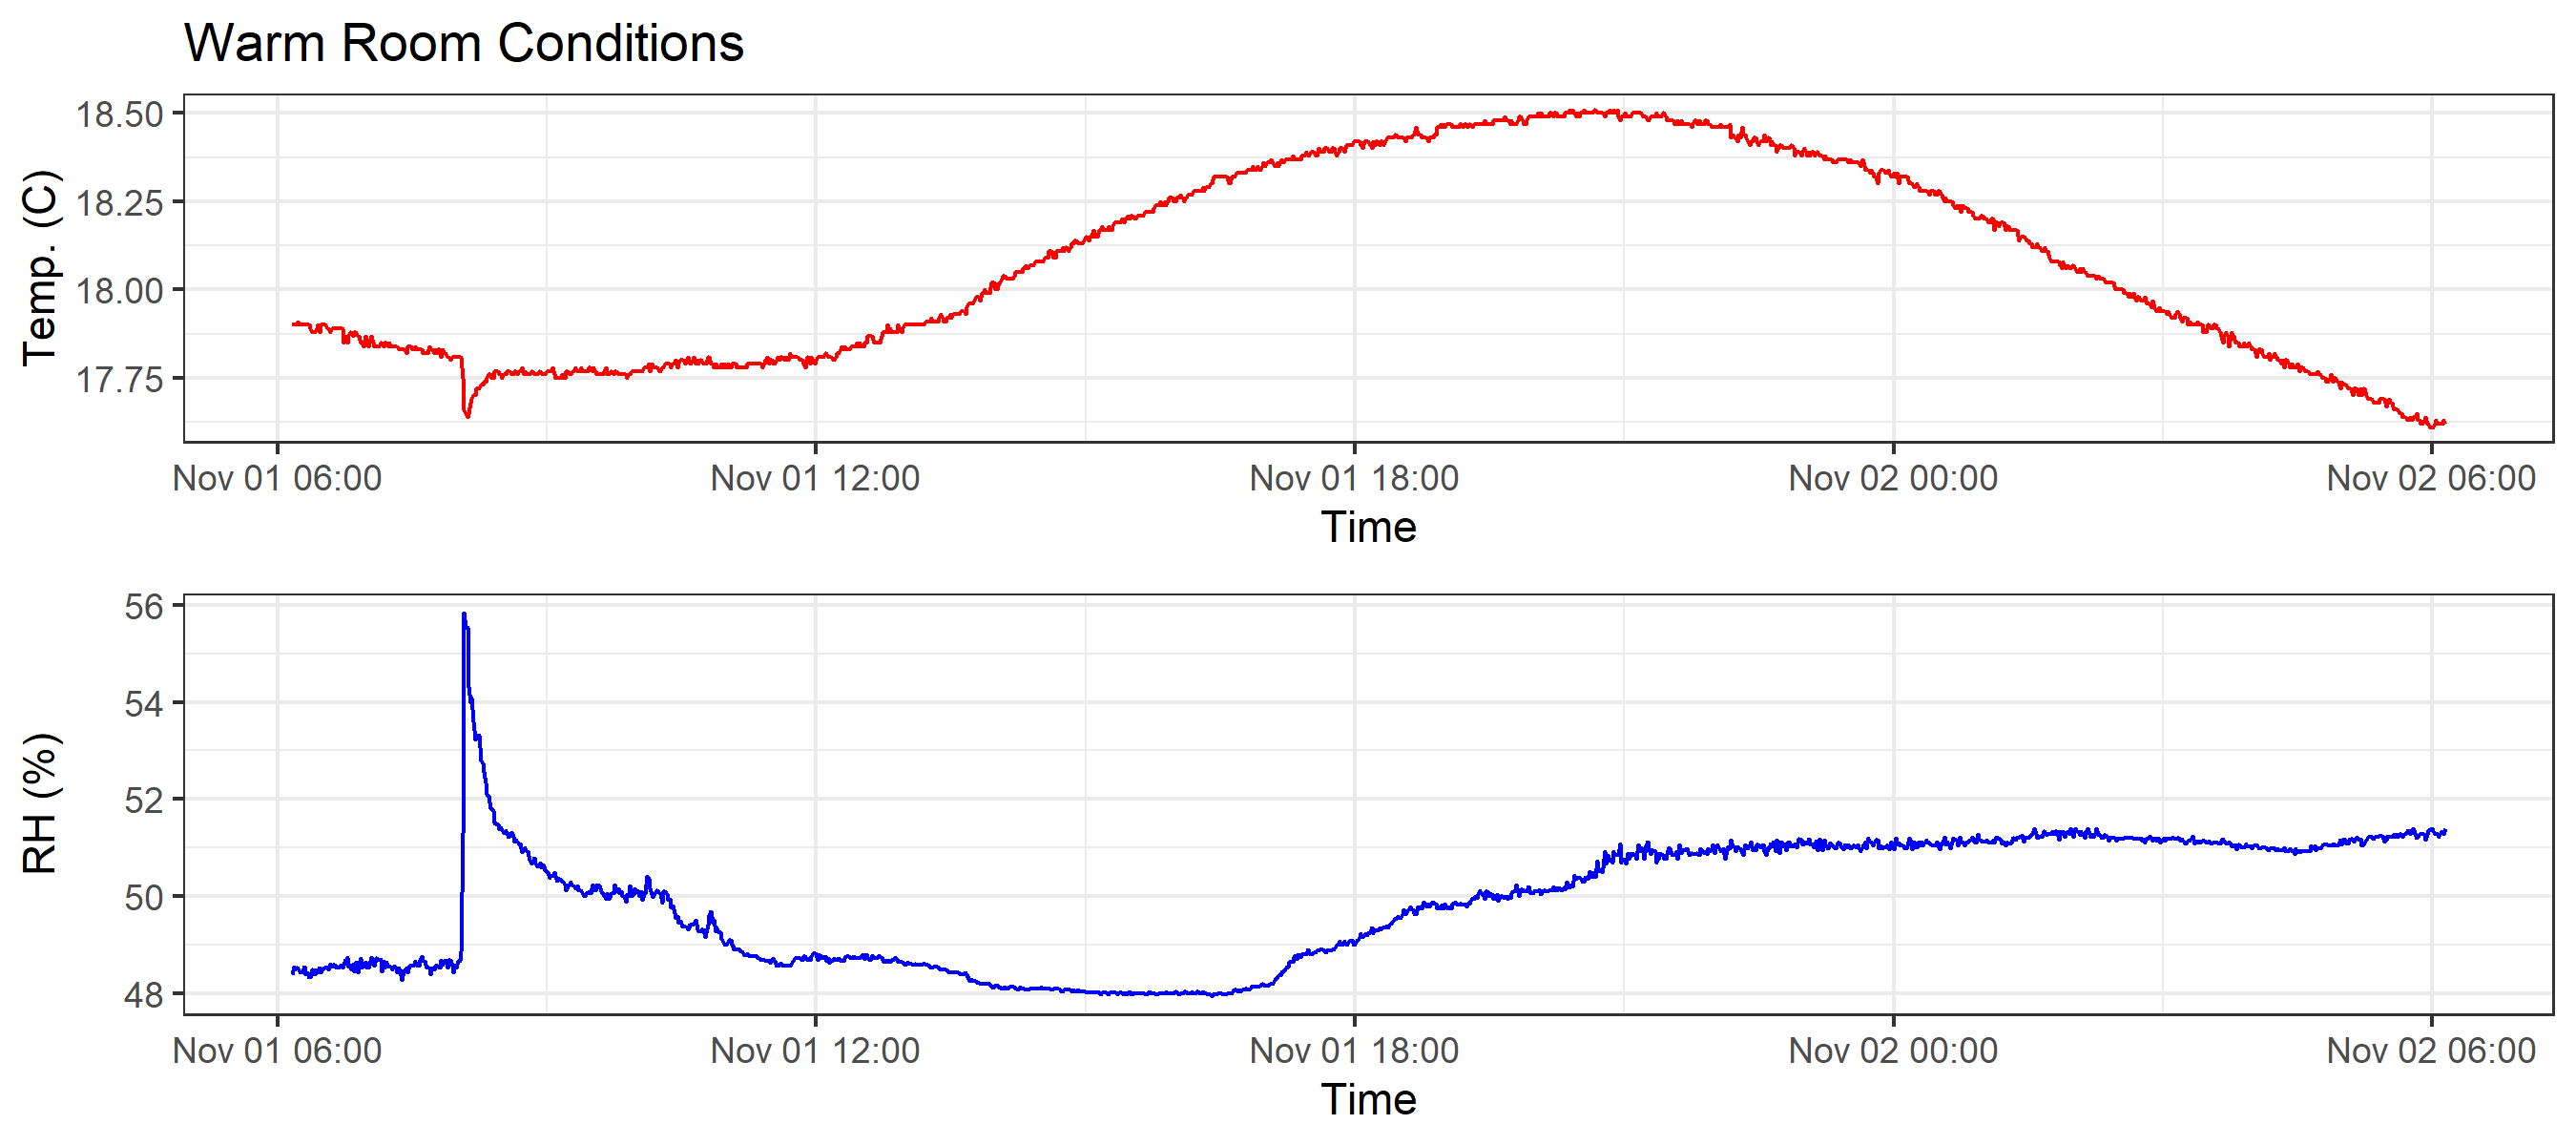 Warm Room Conditions
18.50
18.25
18.00
17.75
Temp. (C)
Nov 01 06:00 Nov 01 12:00 Nov 01 18:00 Nov 02 00:00 Nov 02 06:00
Time
56
54
52
50
48
RH (%)
Nov 01 06:00 Nov 01 12:00 Nov 01 18:00 Nov 02 00:00 Nov 02 06:00
Time